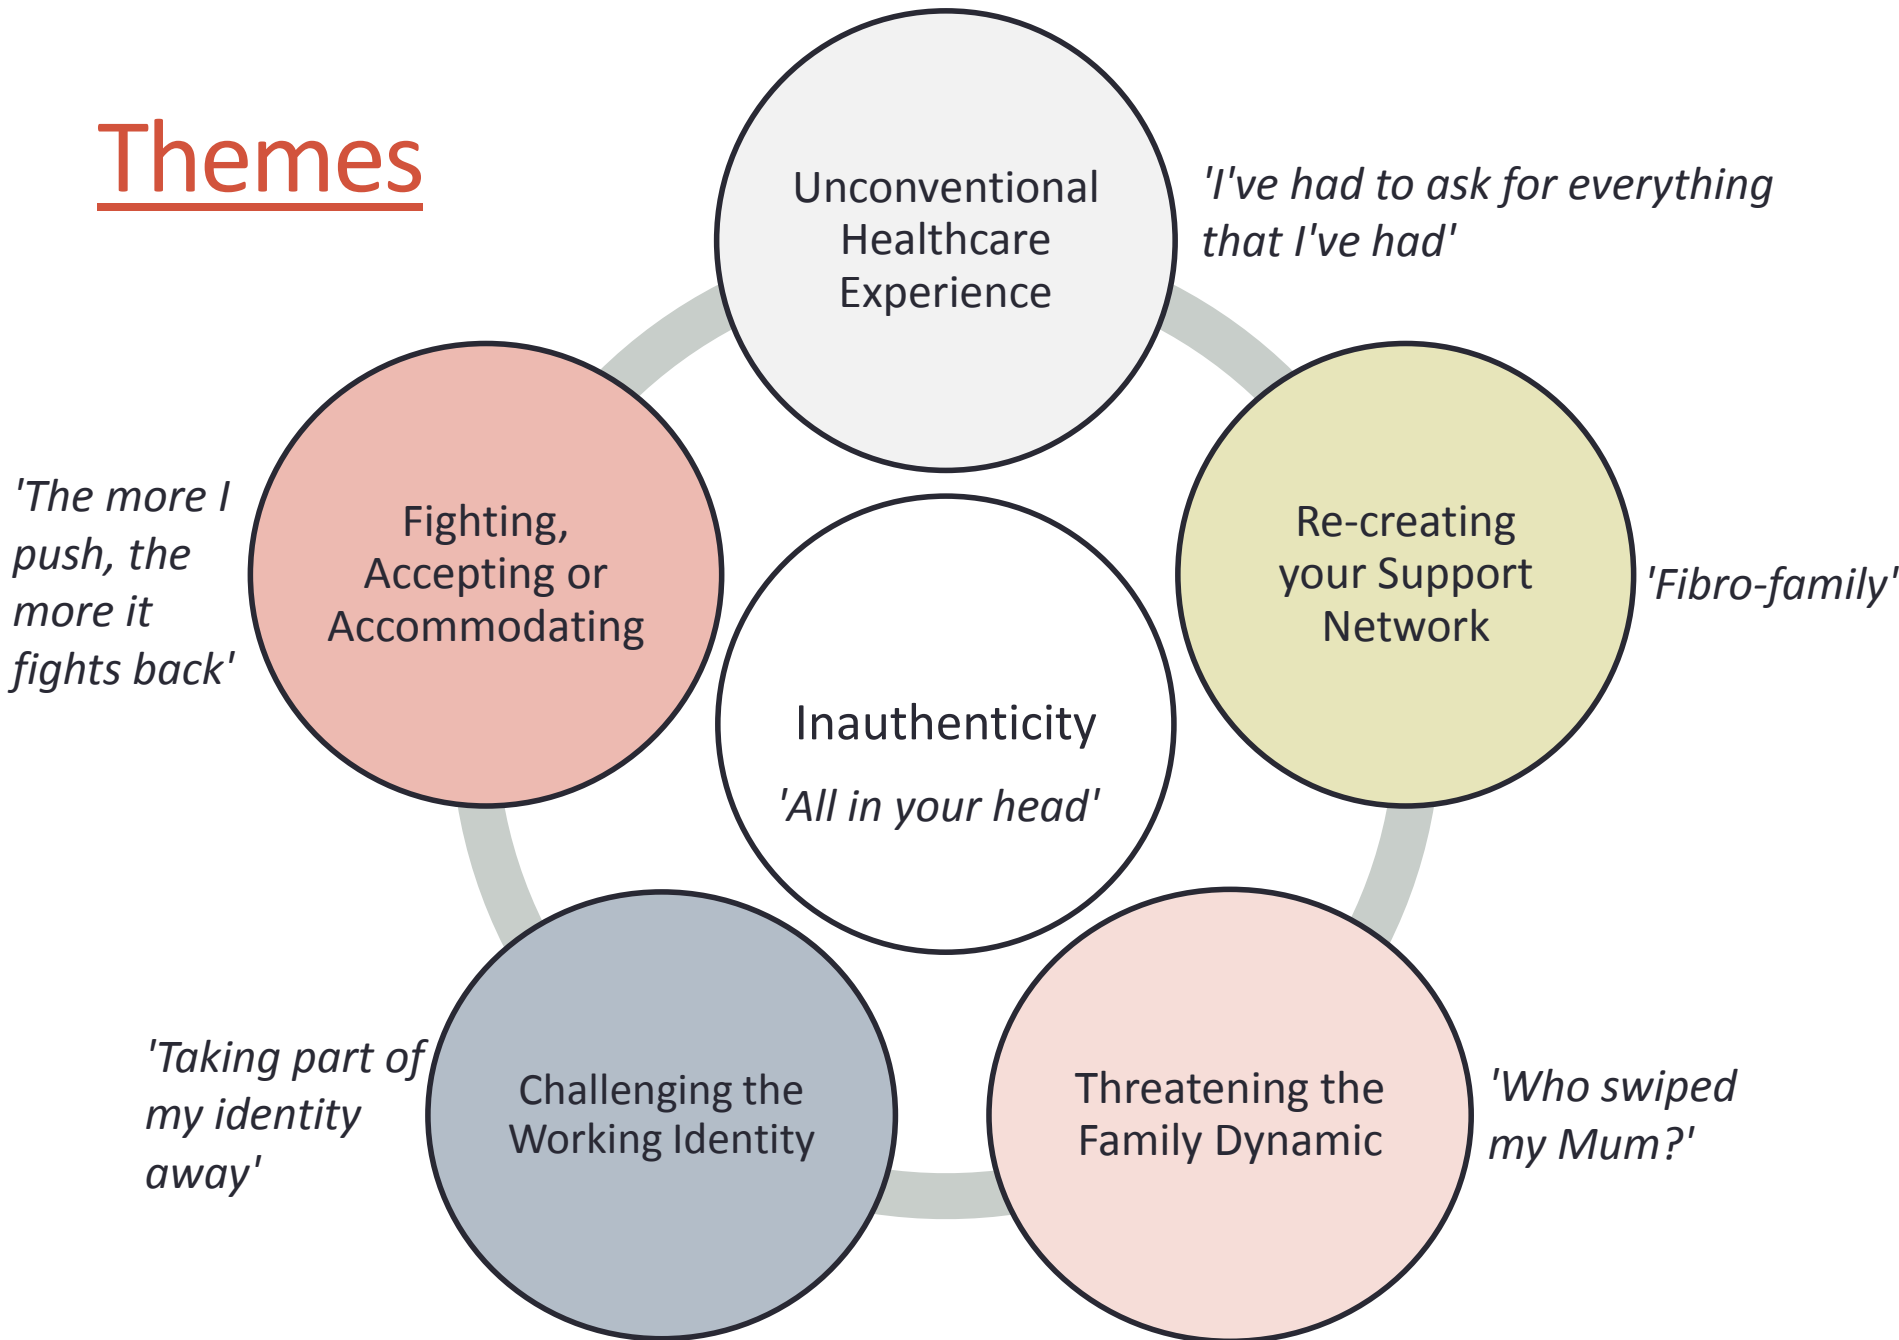 Themes
Unconventional
Healthcare
Experience
'I've had to ask for everything
that I've had'
Re-creating
your Support
Network
'Fibro-family'
Threatening the
Family Dynamic
'Who swiped
my Mum?'
Challenging the
Working Identity
'Taking part of
my identity
away'
Fighting,
Accepting or
Accommodating
'The more I
push, the
more it
fights back'
Inauthenticity
'All in your head'